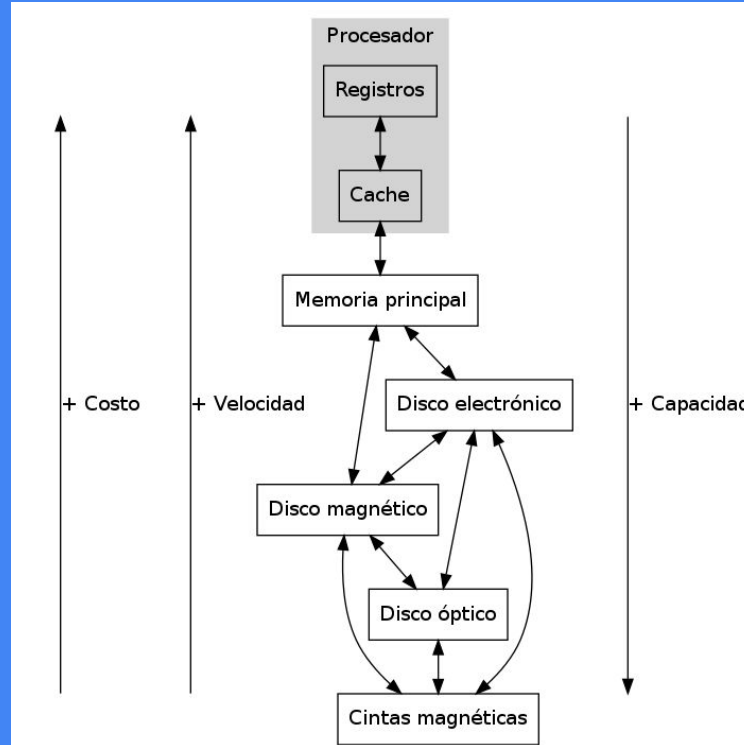 Procesador
Registros
Cache
Memoria principal
+ Costo
+ Velocidad
Disco electrónico
+ Capacidad
Disco magnético
Disco óptico
Cintas magnéticas